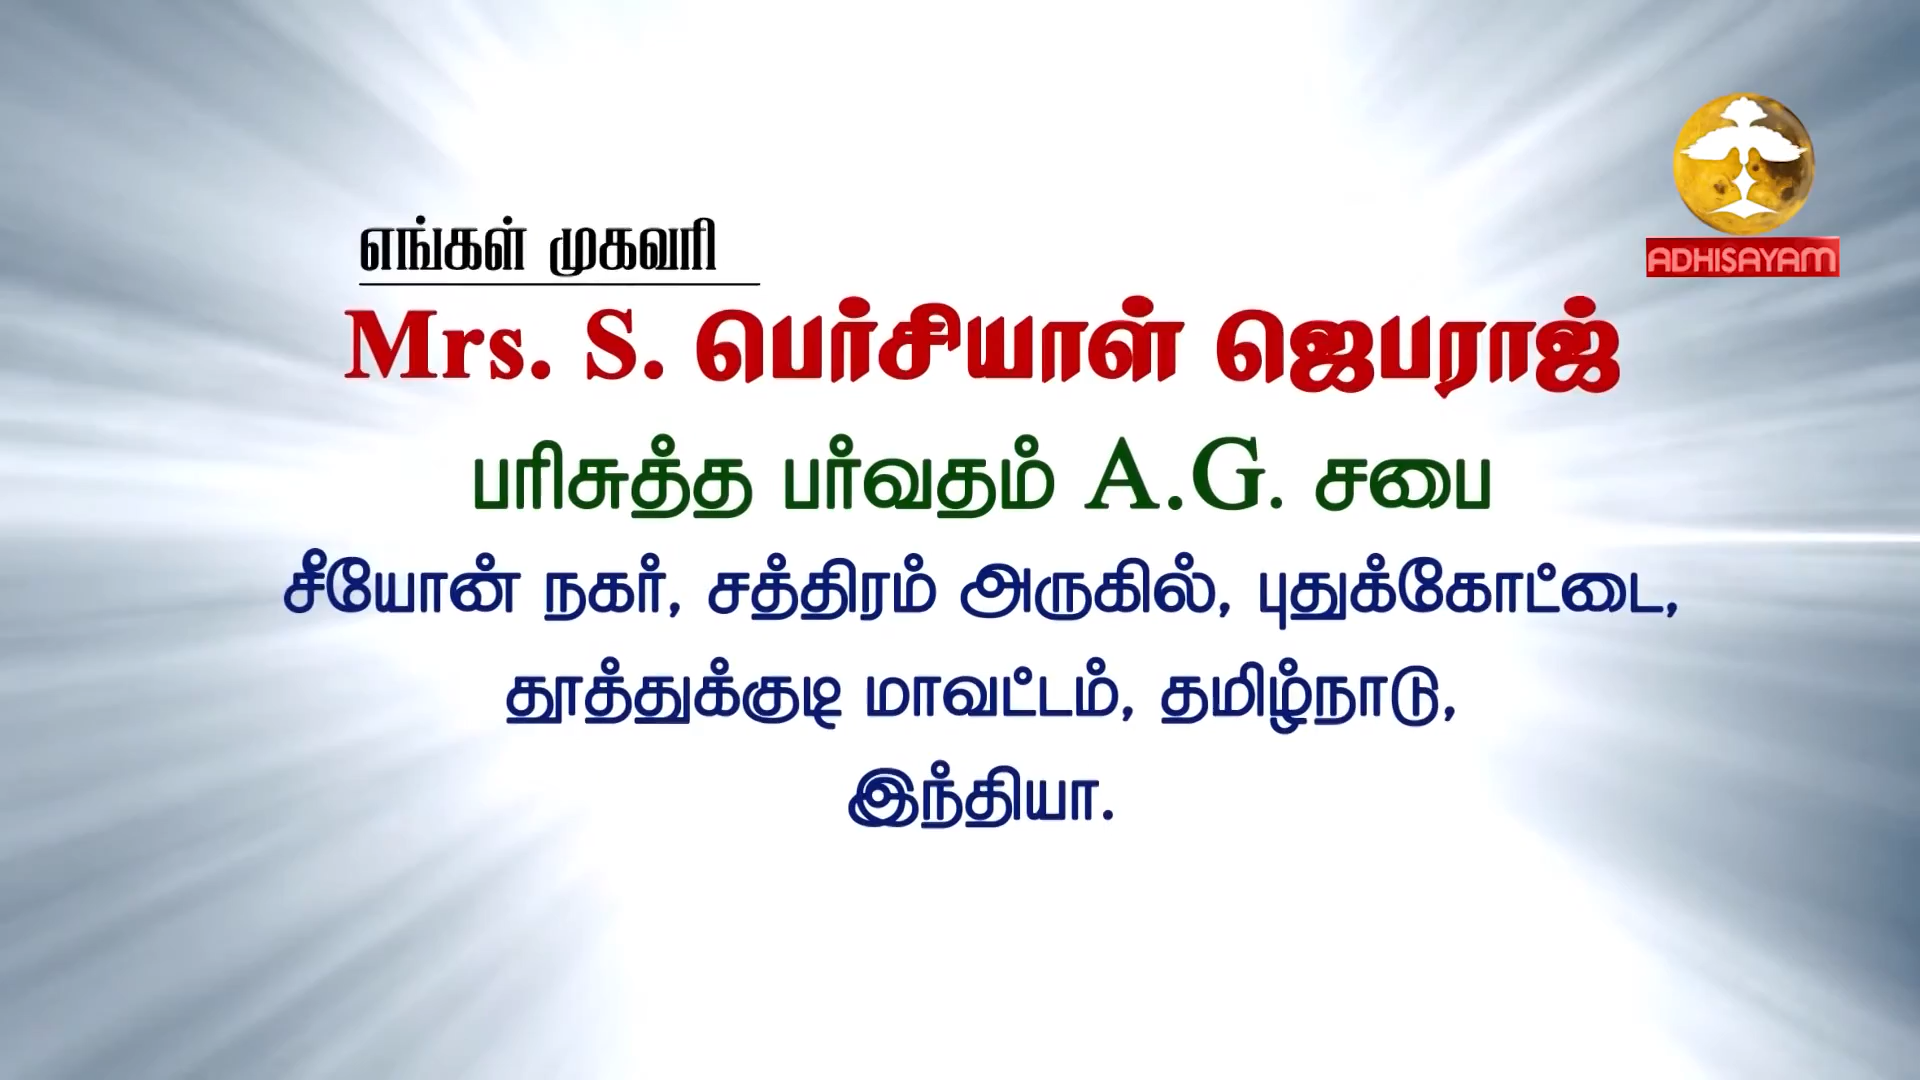 எங்கள் முகவரி
ADHISAYAM
Mrs. S. பெர்சியாள் ஜெபராஜ்
பரிசுத்த பர்வதம் A.G. சபை
சீயோன் நகர், சத்திரம் அருகில், புதுக்கோட்டை,
தூத்துக்குடி மாவட்டம், தமிழ்நாடு,
இந்தியா.